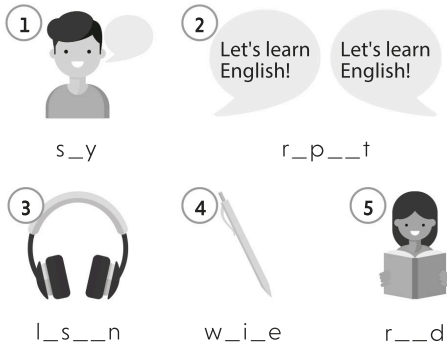 1
2
Let's learn
English!
Let's learn
English!
s_y
r_p__t
3
4
5
l_s__n
w_i_e
r__d